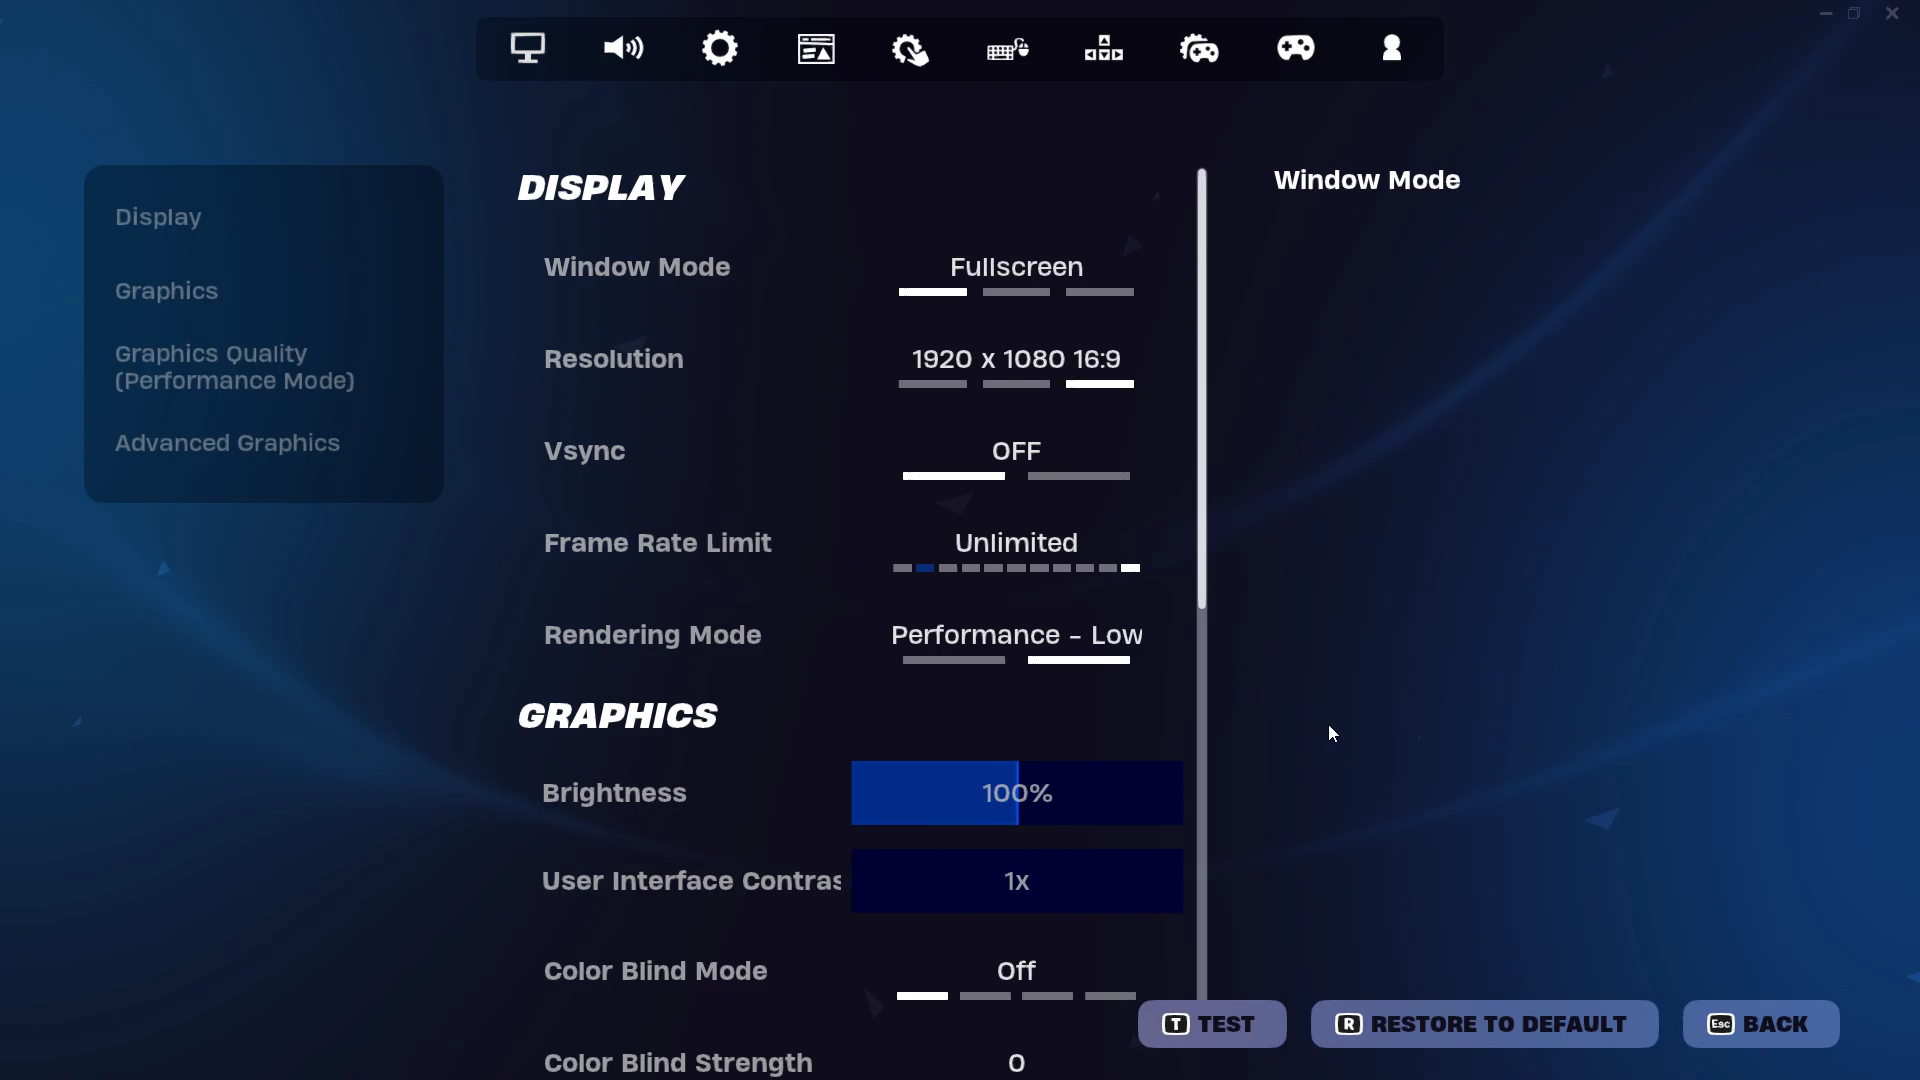 Display
Graphics
Graphics Quality
(Performance Mode)
Advanced Graphics
DISPLAY
Window Mode
Fullscreen
Resolution
1920 x 1080 16:9
Vsync
OFF
Frame Rate Limit
Unlimited
Rendering Mode
Performance - Low
GRAPHICS
Brightness
100%
User Interface Contras
1x
Color Blind Mode
Off
Color Blind Strength
0
Window Mode
T TEST
R RESTORE TO DEFAULT
Esc BACK